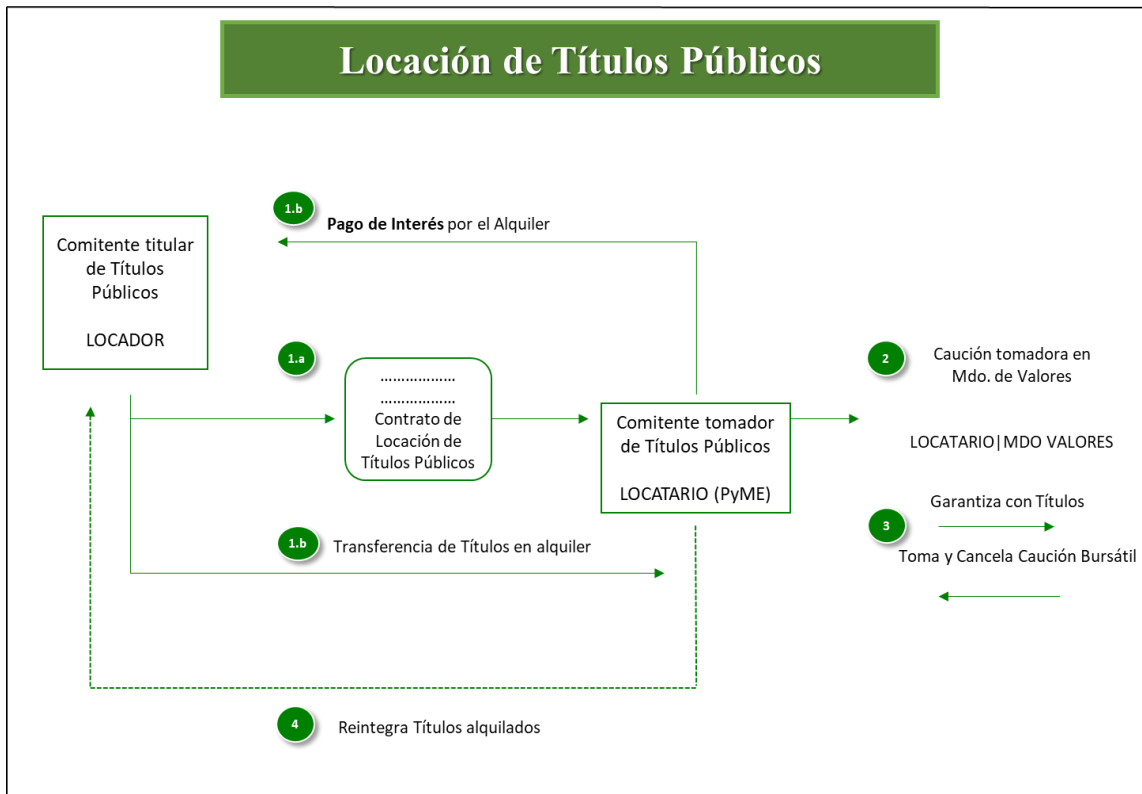 Locación de Títulos Públicos
1.b
Pago de Interés por el Alquiler
Comitente titular
de Títulos
Públicos
LOCADOR
1.a
………………
………………
Contrato de
Locación de
Títulos Públicos
Comitente tomador
de Títulos Públicos
LOCATARIO (PyME)
2
Caución tomadora en
Mdo. de Valores
LOCATARIO|MDO VALORES
Garantiza con Títulos
3
Toma y Cancela Caución Bursátil
1.b
Transferencia de Títulos en alquiler
4
Reintegra Títulos alquilados